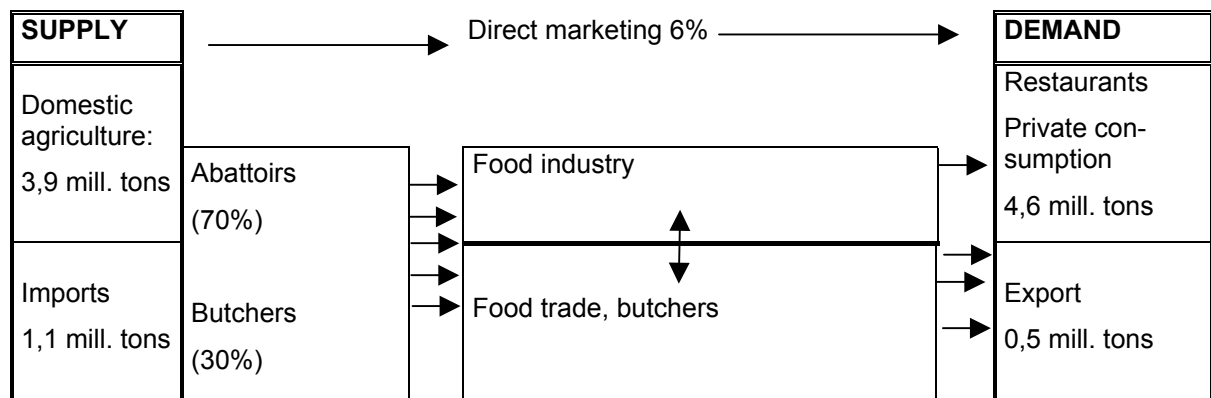 SUPPLY
Direct marketing 6%
DEMAND
Domestic
agriculture:
3,9 mill. tons
Imports
1,1 mill. tons
Abattoirs
(70%)
Butchers
(30%)
Food industry
Food trade, butchers
Restaurants
Private con-
sumption
4,6 mill. tons
Export
0,5 mill. tons